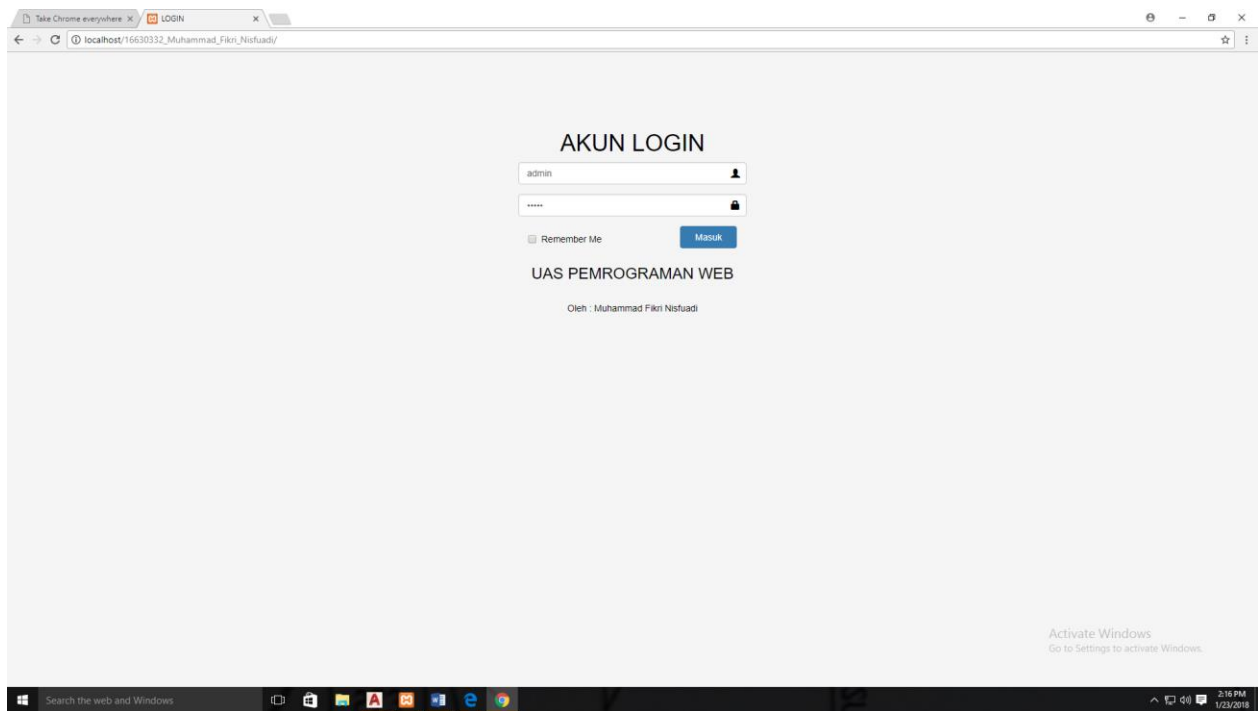 Take Chrome everywhere
LOGIN
localhost/16630332_Muhammad_Fikri_Nisfuadi/
AKUN LOGIN
admin
•••••
Remember Me
Masuk
UAS PEMROGRAMAN WEB
Oleh : Muhammad Fikri Nisfuadi
Activate Windows
Go to Settings to activate Windows.
Search the web and Windows
2:16 PM
1/23/2018